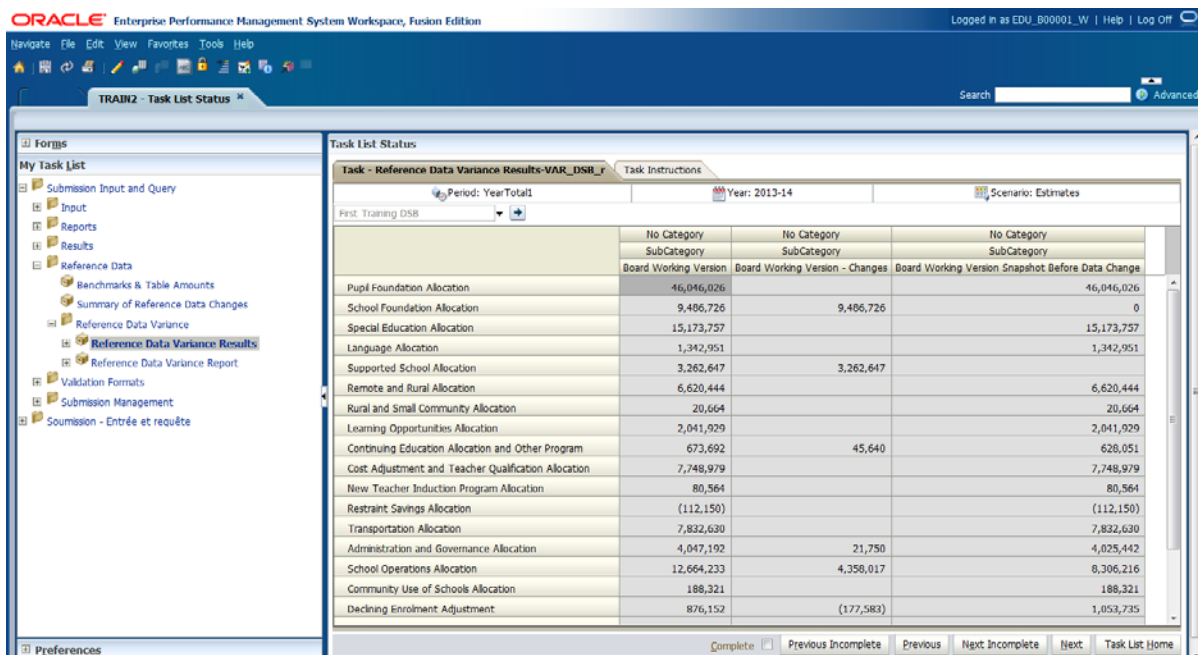 ORACLE® Enterprise Performance Management System Workspace, Fusion Edition
Logged in as EDU_B00001_W | Help | Log Off
Navigate File Edit View Favorites Tools Help
TRAIN2 - Task List Status
Search
Advanced
Forms
My Task List
Submission Input and Query
Input
Reports
Results
Reference Data
Benchmarks & Table Amounts
Summary of Reference Data Changes
Reference Data Variance
Reference Data Variance Results
Reference Data Variance Report
Validation Formats
Submission Management
Soumission - Entrée et requête
Preferences
Task List Status
Task - Reference Data Variance Results-VAR_DSB_r Task Instructions
Period: YearTotal1 Year: 2013-14 Scenario: Estimates
First Training DSB
No Category No Category No Category
SubCategory SubCategory SubCategory
Board Working Version Board Working Version - Changes Board Working Version Snapshot Before Data Change
Pupil Foundation Allocation 46,046,026 46,046,026
School Foundation Allocation 9,486,726 9,486,726 0
Special Education Allocation 15,173,757 15,173,757
Language Allocation 1,342,951 1,342,951
Supported School Allocation 3,262,647 3,262,647
Remote and Rural Allocation 6,620,444 6,620,444
Rural and Small Community Allocation 20,664 20,664
Learning Opportunities Allocation 2,041,929 2,041,929
Continuing Education Allocation and Other Program 673,692 45,640 628,051
Cost Adjustment and Teacher Qualification Allocation 7,748,979 7,748,979
New Teacher Induction Program Allocation 80,564 80,564
Restraint Savings Allocation (112,150) (112,150)
Transportation Allocation 7,832,630 7,832,630
Administration and Governance Allocation 4,047,192 21,750 4,025,442
School Operations Allocation 12,664,233 4,358,017 8,306,216
Community Use of Schools Allocation 188,321 188,321
Declining Enrolment Adjustment 876,152 (177,583) 1,053,735
Complete Previous Incomplete Previous Next Incomplete Next Task List Home